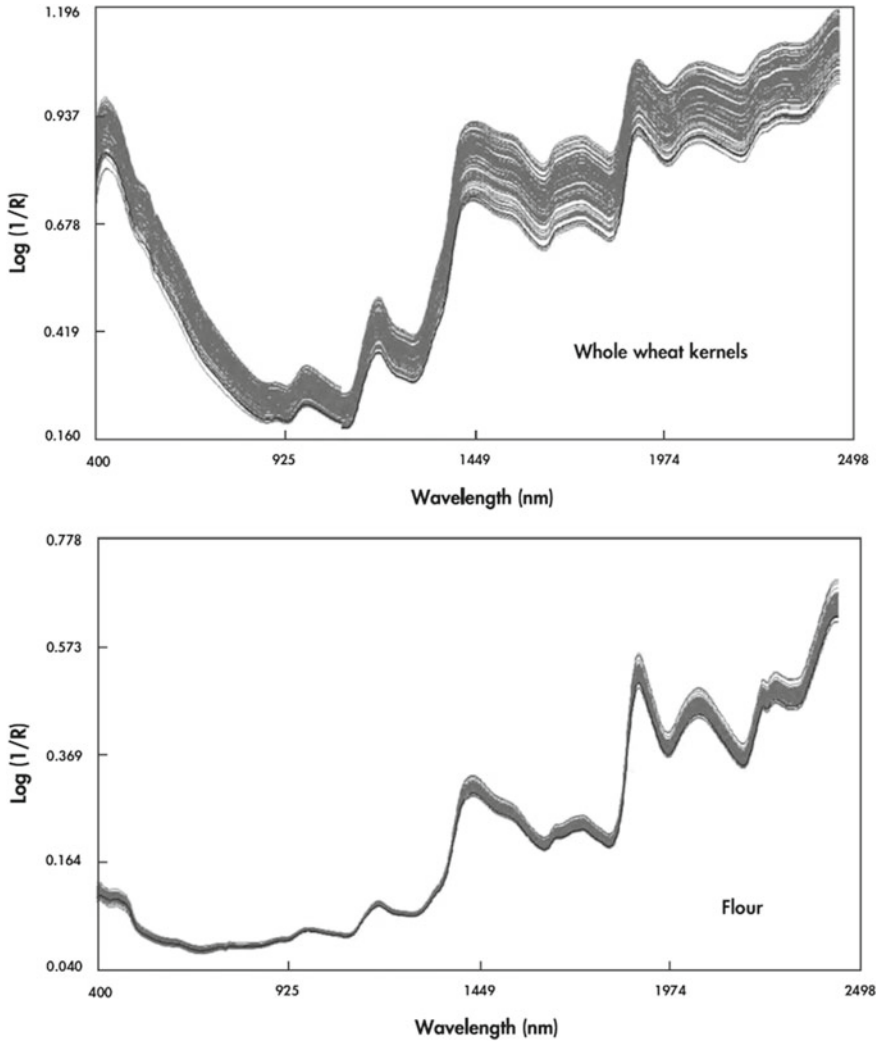 1.196
0.937
0.678
0.419
0.160
Log (1/R)
Whole wheat kernels
400 925 1449 1974 2498
Wavelength (nm)
0.778
0.573
0.369
0.164
0.040
Log (1/R)
Flour
400 925 1449 1974 2498
Wavelength (nm)